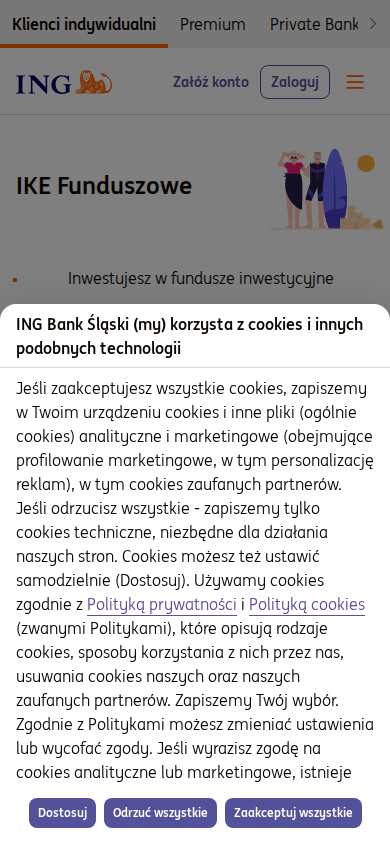 Klienci indywidualni Premium Private Bank
ING Załóż konto Zaloguj
IKE Funduszowe
Inwestujesz w fundusze inwestycyjne
ING Bank Śląski (my) korzysta z cookies i innych
podobnych technologii
Jeśli zaakceptujesz wszystkie cookies, zapiszemy
w Twoim urządzeniu cookies i inne pliki (ogólnie
cookies) analityczne i marketingowe (obejmujące
profilowanie marketingowe, w tym personalizację
reklam), w tym cookies zaufanych partnerów.
Jeśli odrzucisz wszystkie - zapiszemy tylko
cookies techniczne, niezbędne dla działania
naszych stron. Cookies możesz też ustawić
samodzielnie (Dostosuj). Używamy cookies
zgodnie z Polityką prywatności i Polityką cookies
(zwanymi Politykami), które opisują rodzaje
cookies, sposoby korzystania z nich przez nas,
usuwania cookies naszych oraz naszych
zaufanych partnerów. Zapiszemy Twój wybór.
Zgodnie z Politykami możesz zmieniać ustawienia
lub wycofać zgody. Jeśli wyrazisz zgodę na
cookies analityczne lub marketingowe, istnieje
Dostosuj Odrzuć wszystkie Zaakceptuj wszystkie